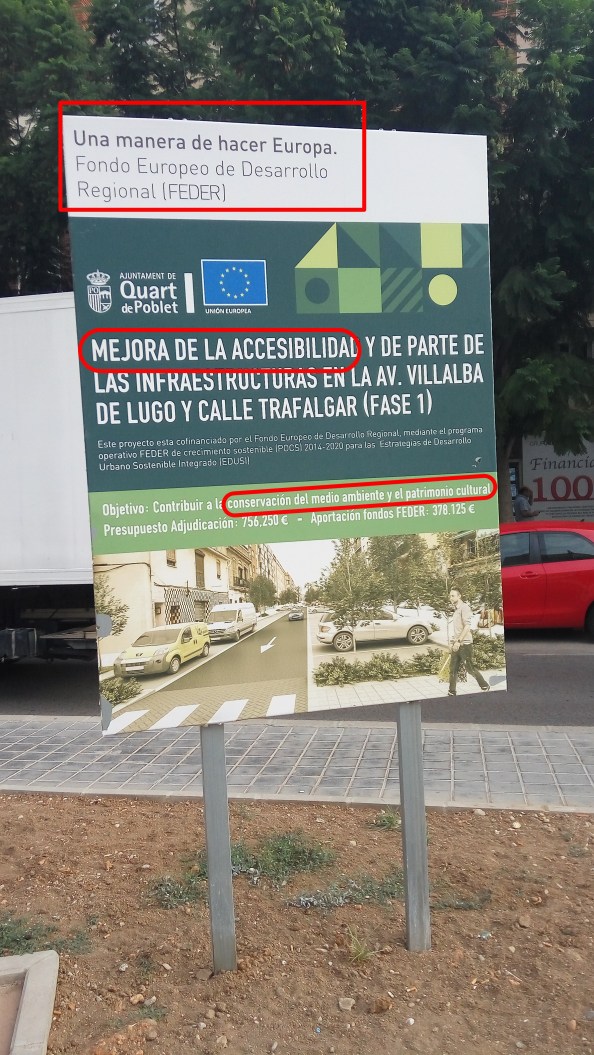 Una manera de hacer Europa.
Fondo Europeo de Desarrollo
Regional (FEDER)
AJUNTAMENT DE
Quart
de Poblet
UNIÓN EUROPEA
MEJORA DE LA ACCESIBILIDAD Y DE PARTE DE
LAS INFRAESTRUCTURAS EN LA AV. VILLALBA
DE LUGO Y CALLE TRAFALGAR (FASE 1)
Este proyecto esta cofinanciado por el Fondo Europeo de Desarrollo Regional, mediante el programa
operativo FEDER de crecimiento sostenible (POCS) 2014-2020 para las Estrategias de Desarrollo
Urbano Sostenible Integrado (EDUSI)
Objetivo: Contribuir a la conservación del medio ambiente y el patrimonio cultural
Presupuesto Adjudicación: 756.250 € - Aportación fondos FEDER: 378.125 €
Financia
100